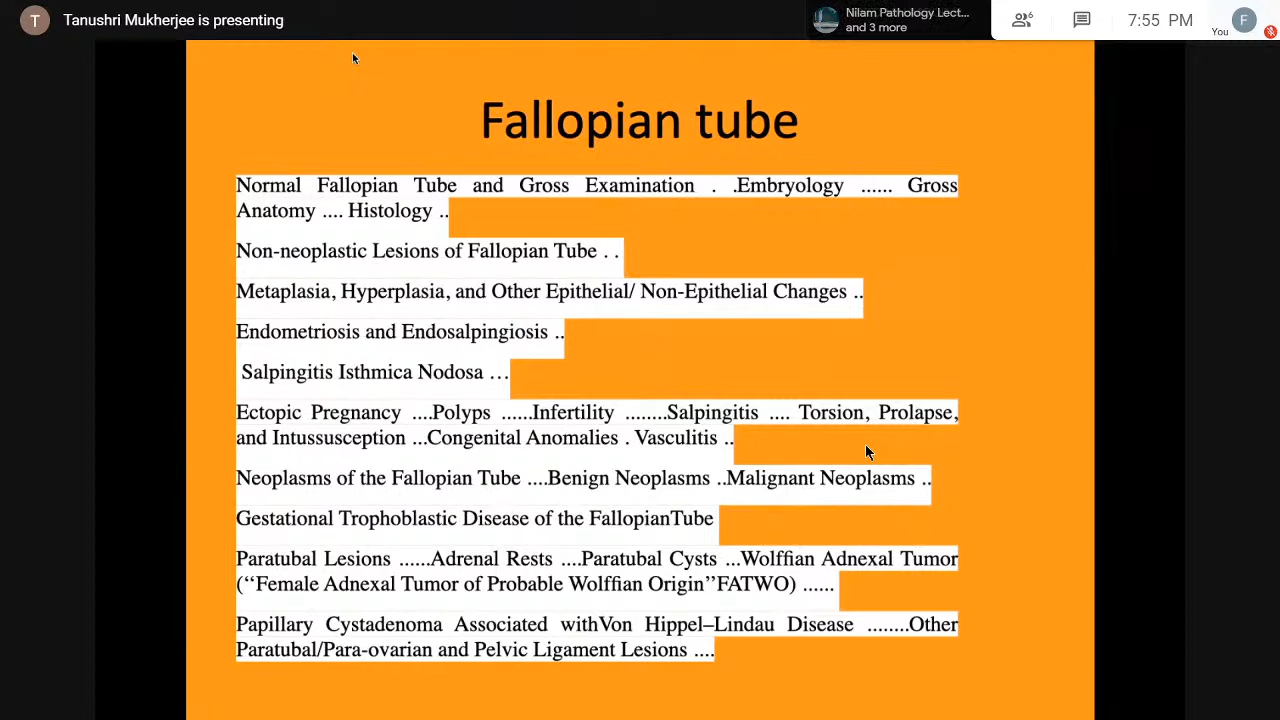 T Tanushri Mukherjee is presenting
Nilam Pathology Lect...
and 3 more
6
7:55 PM
You
F
Fallopian tube
Normal Fallopian Tube and Gross Examination . .Embryology ...... Gross
Anatomy .... Histology ..
Non-neoplastic Lesions of Fallopian Tube . .
Metaplasia, Hyperplasia, and Other Epithelial/ Non-Epithelial Changes ..
Endometriosis and Endosalpingiosis ..
Salpingitis Isthmica Nodosa …
Ectopic Pregnancy ....Polyps ......Infertility ........Salpingitis .... Torsion, Prolapse,
and Intussusception ...Congenital Anomalies . Vasculitis ..
Neoplasms of the Fallopian Tube ....Benign Neoplasms ..Malignant Neoplasms ..
Gestational Trophoblastic Disease of the FallopianTube
Paratubal Lesions ......Adrenal Rests ....Paratubal Cysts ...Wolffian Adnexal Tumor
(‘‘Female Adnexal Tumor of Probable Wolffian Origin’’FATWO) ......
Papillary Cystadenoma Associated withVon Hippel–Lindau Disease ........Other
Paratubal/Para-ovarian and Pelvic Ligament Lesions ....